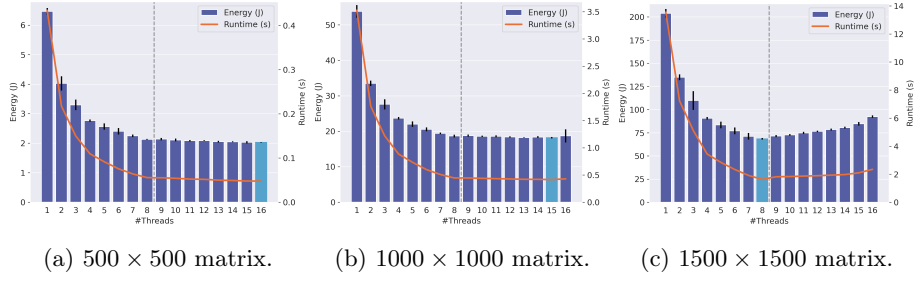 Energy (J)
Runtime (s)
6
5
4
3
2
1
0
0.4
0.3
0.2
0.1
0.0
Energy (J)
Runtime (s)
1 2 3 4 5 6 7 8 9 10 11 12 13 14 15 16
#Threads
(a) 500 × 500 matrix.
Energy (J)
Runtime (s)
50
40
30
20
10
0
3.5
3.0
2.5
2.0
1.5
1.0
0.5
0.0
Energy (J)
Runtime (s)
1 2 3 4 5 6 7 8 9 10 11 12 13 14 15 16
#Threads
(b) 1000 × 1000 matrix.
Energy (J)
Runtime (s)
200
175
150
125
100
75
50
25
0
14
12
10
8
6
4
2
0
Energy (J)
Runtime (s)
1 2 3 4 5 6 7 8 9 10 11 12 13 14 15 16
#Threads
(c) 1500 × 1500 matrix.